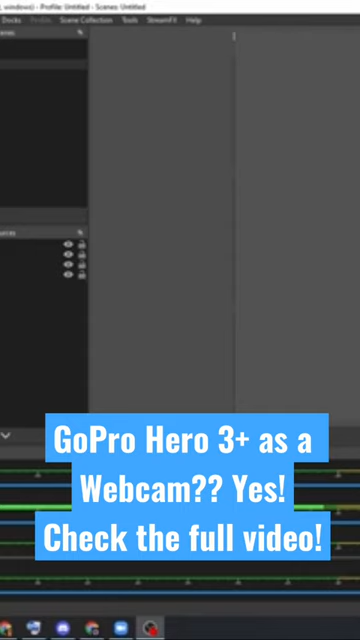 windows) - Profile: Untitled - Scenes: Untitled
Docks Profile Scene Collection Tools StreamFX Help
GoPro Hero 3+ as a
Webcam?? Yes!
Check the full video!